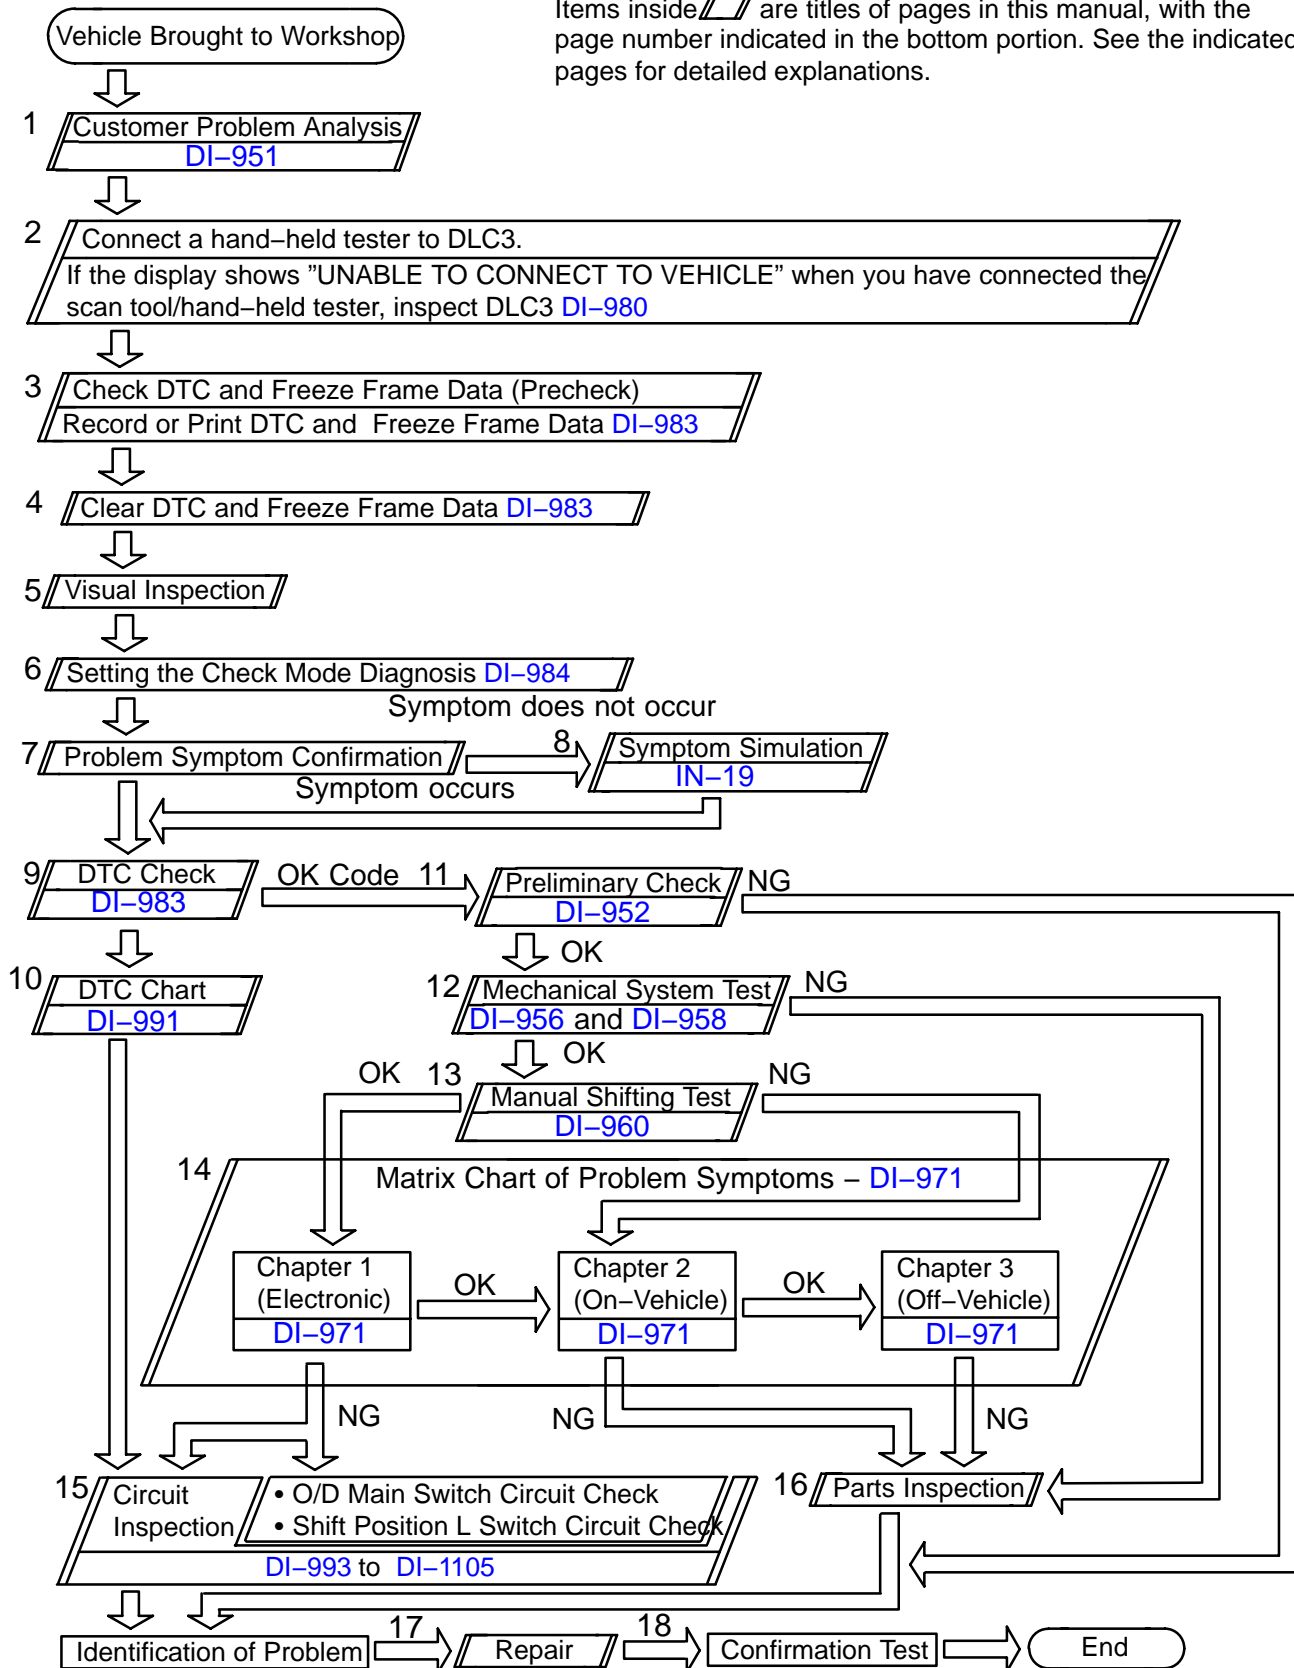 Items inside // // are titles of pages in this manual, with the
page number indicated in the bottom portion. See the indicated
pages for detailed explanations.
Vehicle Brought to Workshop
1
Customer Problem Analysis
DI−951
2
Connect a hand−held tester to DLC3.
If the display shows ”UNABLE TO CONNECT TO VEHICLE” when you have connected the
scan tool/hand−held tester, inspect DLC3 DI−980
3
Check DTC and Freeze Frame Data (Precheck)
Record or Print DTC and Freeze Frame Data DI−983
4
Clear DTC and Freeze Frame Data DI−983
5
Visual Inspection
6
Setting the Check Mode Diagnosis DI−984
Symptom does not occur
7
Problem Symptom Confirmation
8
Symptom Simulation
IN−19
Symptom occurs
9
DTC Check
DI−983
OK Code
11
Preliminary Check
DI−952
NG
OK
10
DTC Chart
DI−991
12
Mechanical System Test
DI−956 and DI−958
NG
OK
OK
13
Manual Shifting Test
DI−960
NG
14
Matrix Chart of Problem Symptoms − DI−971
Chapter 1
(Electronic)
DI−971
OK
Chapter 2
(On−Vehicle)
DI−971
OK
Chapter 3
(Off−Vehicle)
DI−971
NG
NG
NG
15
Circuit
Inspection
• O/D Main Switch Circuit Check
• Shift Position L Switch Circuit Check
DI−993 to DI−1105
16
Parts Inspection
Identification of Problem
17
Repair
18
Confirmation Test
End